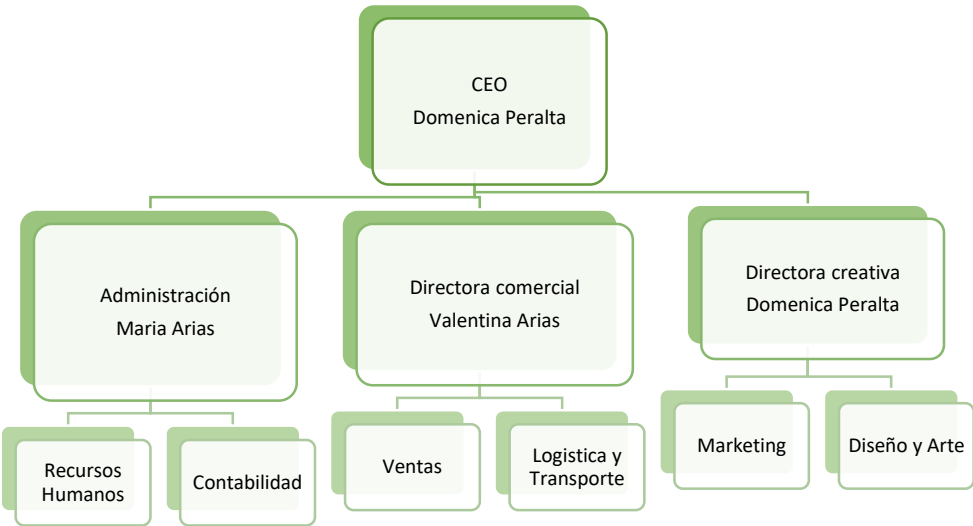 CEO
Domenica Peralta
Administración
Maria Arias
Directora comercial
Valentina Arias
Directora creativa
Domenica Peralta
Recursos
Humanos
Contabilidad
Ventas
Logistica y
Transporte
Marketing
Diseño y Arte